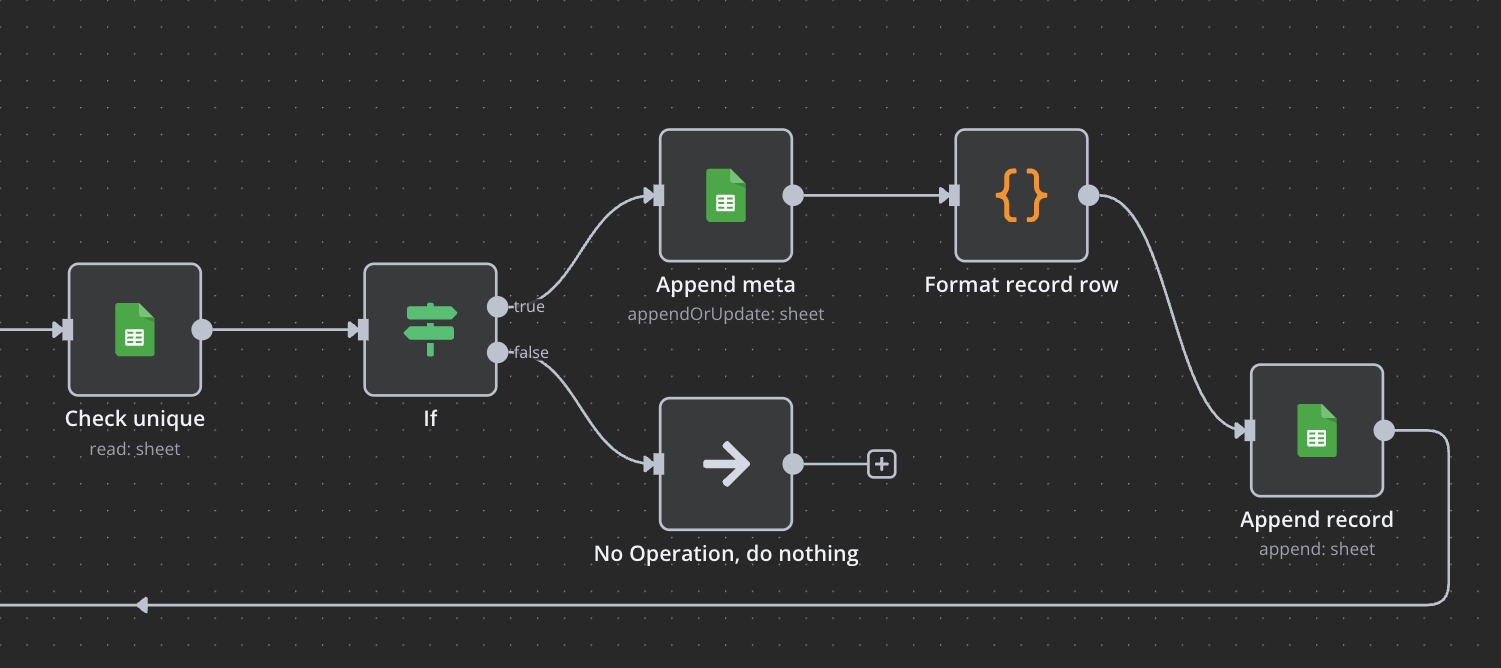 Check unique
read: sheet
If
true
false
Append meta
appendOrUpdate: sheet
No Operation, do nothing
Format record row
Append record
append: sheet